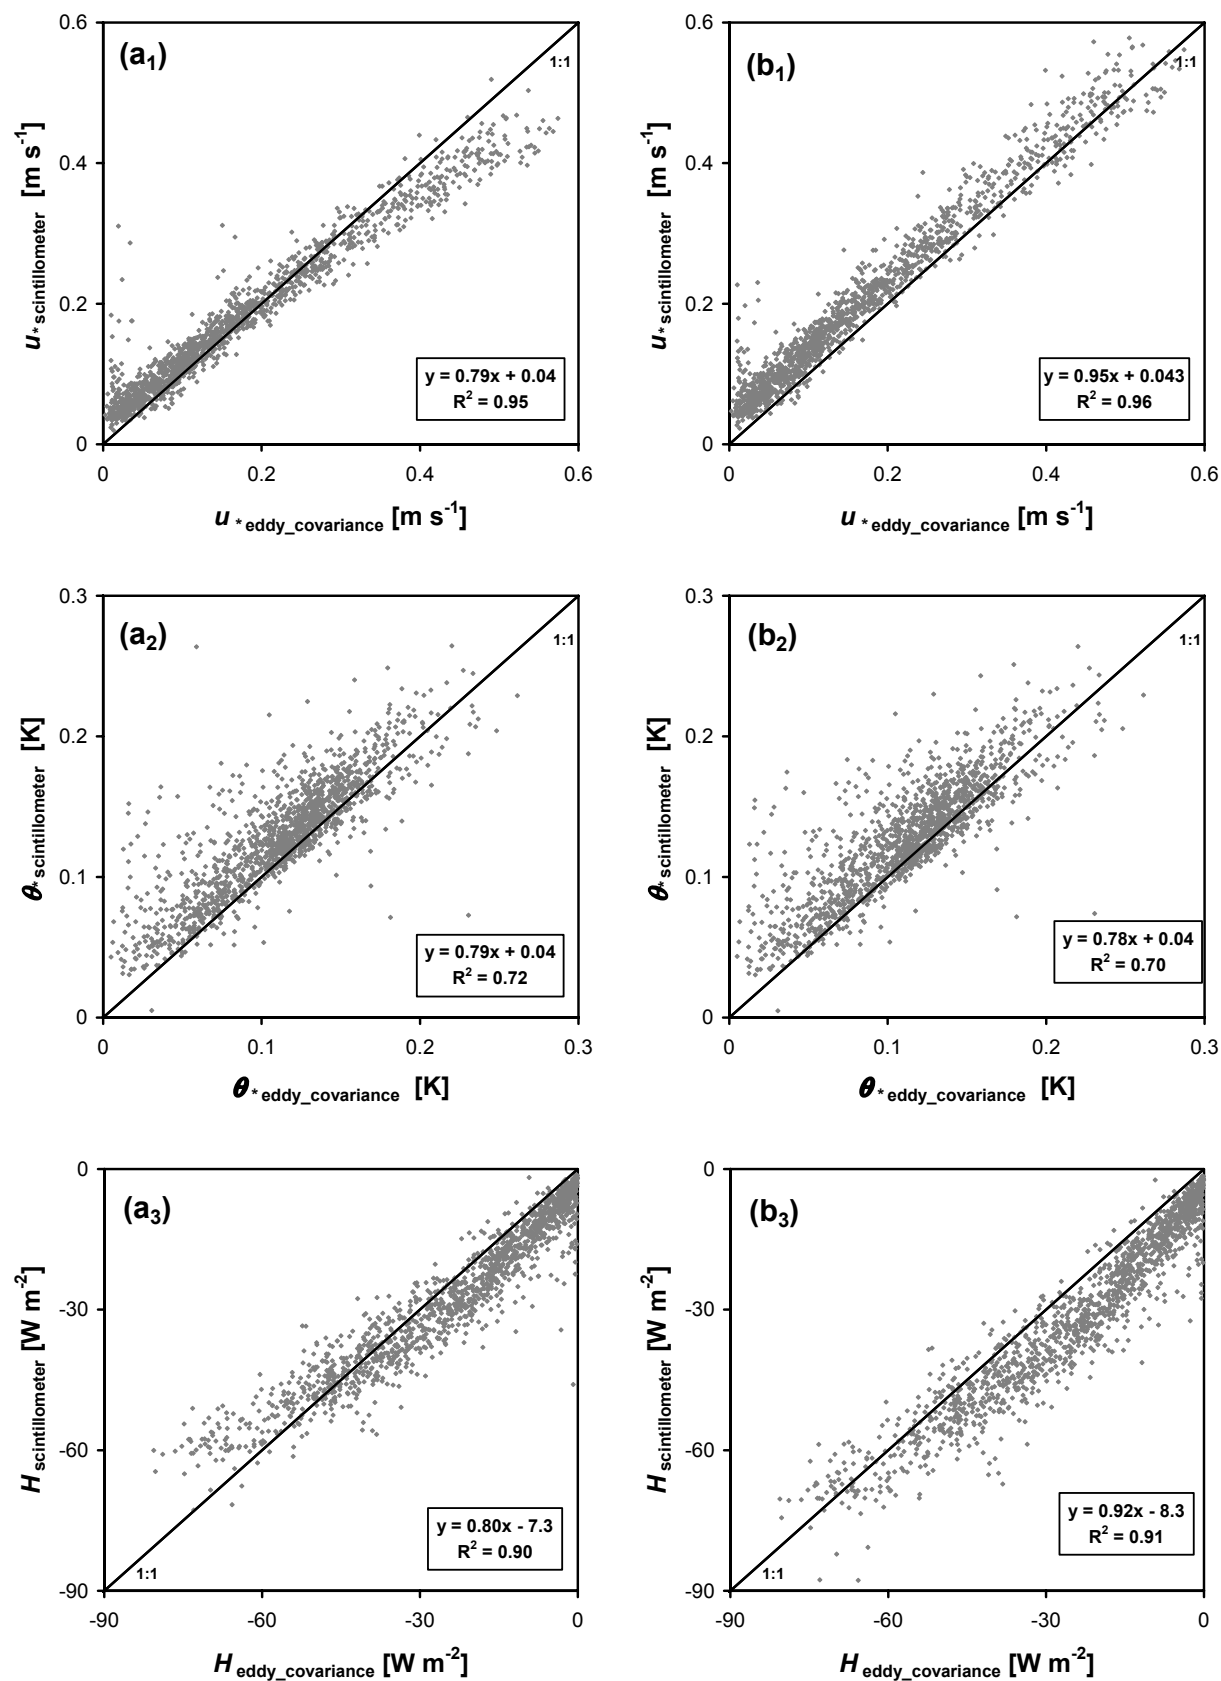 (a1)
0.6
0.4
0.2
0
u* scintillometer [m s-1]
1:1
y = 0.79x + 0.04
R2 = 0.95
0 0.2 0.4 0.6
u *eddy_covariance [m s-1]
(b1)
0.6
0.4
0.2
0
u* scintillometer [m s-1]
1:1
y = 0.95x + 0.043
R2 = 0.96
0 0.2 0.4 0.6
u *eddy_covariance [m s-1]
(a2)
0.3
0.2
0.1
0
θ* scintillometer [K]
1:1
y = 0.79x + 0.04
R2 = 0.72
0 0.1 0.2 0.3
θ *eddy_covariance [K]
(b2)
0.3
0.2
0.1
0
θ* scintillometer [K]
1:1
y = 0.78x + 0.04
R2 = 0.70
0 0.1 0.2 0.3
θ *eddy_covariance [K]
(a3)
0
-30
-60
-90
H scintillometer [W m-2]
y = 0.80x - 7.3
R2 = 0.90
1:1
-90 -60 -30 0
H eddy_covariance [W m-2]
(b3)
0
-30
-60
-90
H scintillometer [W m-2]
y = 0.92x - 8.3
R2 = 0.91
1:1
-90 -60 -30 0
H eddy_covariance [W m-2]